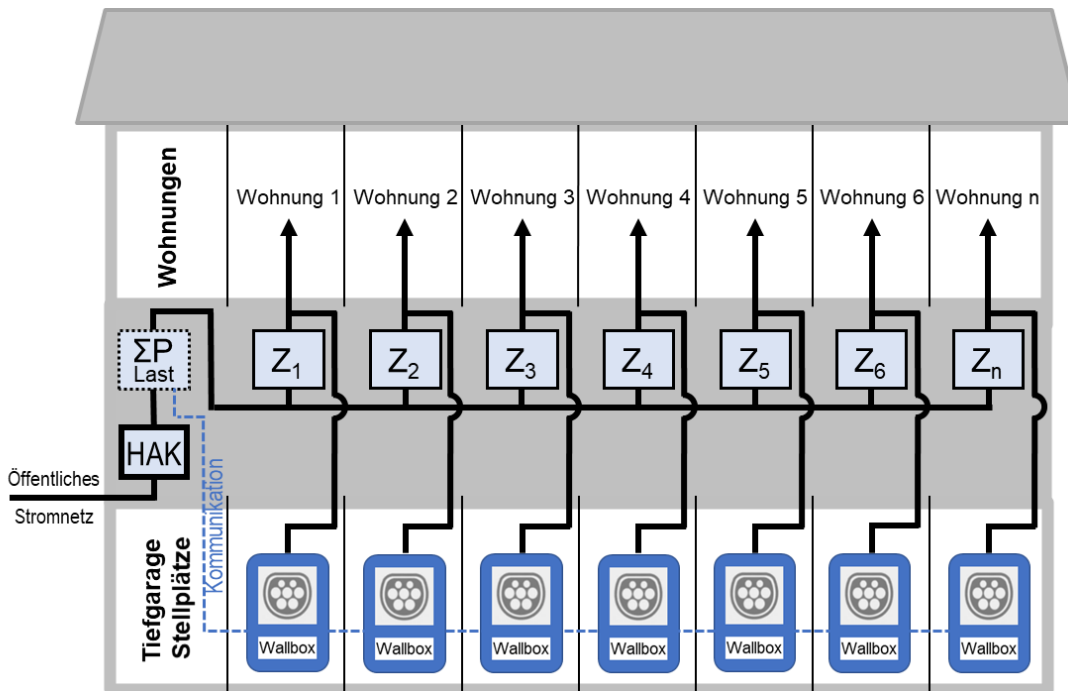 Wohnungen
Wohnung 1
Wohnung 2
Wohnung 3
Wohnung 4
Wohnung 5
Wohnung 6
Wohnung n
ΣP
Last
Z₁
Z₂
Z₃
Z₄
Z₅
Z₆
Zₙ
HAK
Öffentliches
Stromnetz
Kommunikation
Tiefgarage
Stellplätze
Wallbox
Wallbox
Wallbox
Wallbox
Wallbox
Wallbox
Wallbox